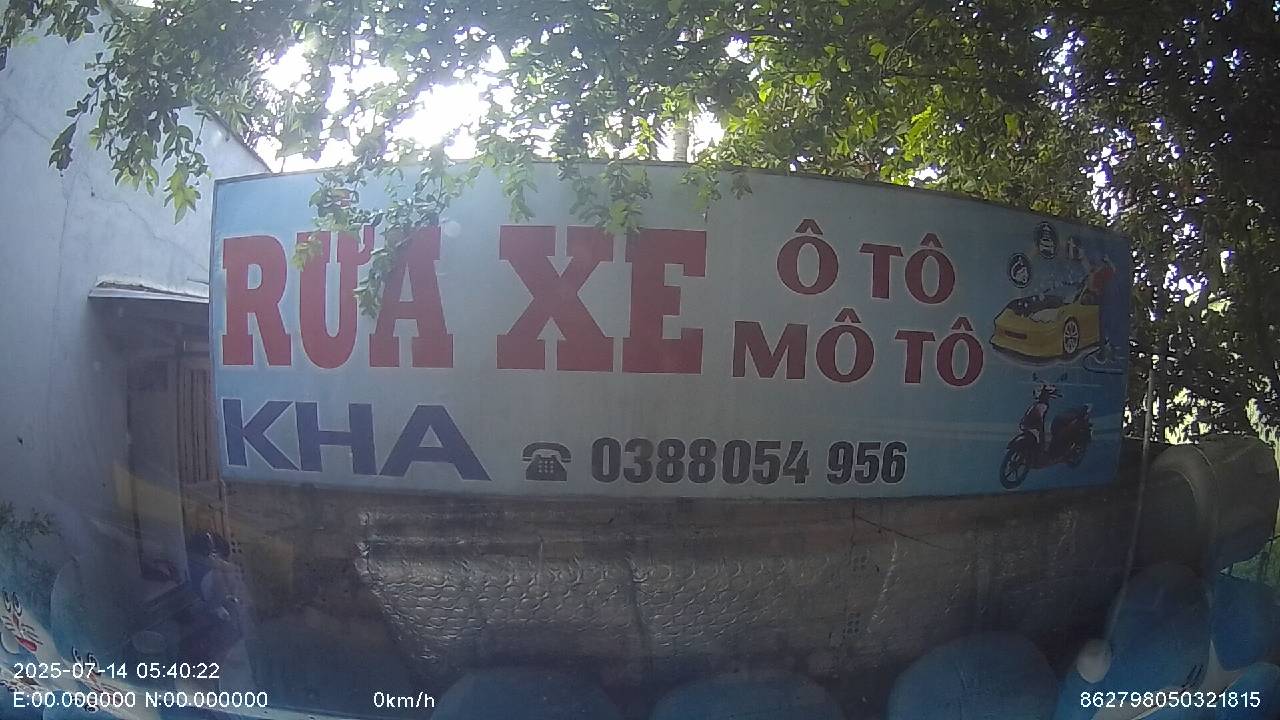 RỬA XE Ô TÔ
MÔ TÔ
KHA ☎ 0388054 956
2025-07-14 05:40:22
E:00.000000 N:00.000000 0km/h 862798050321815